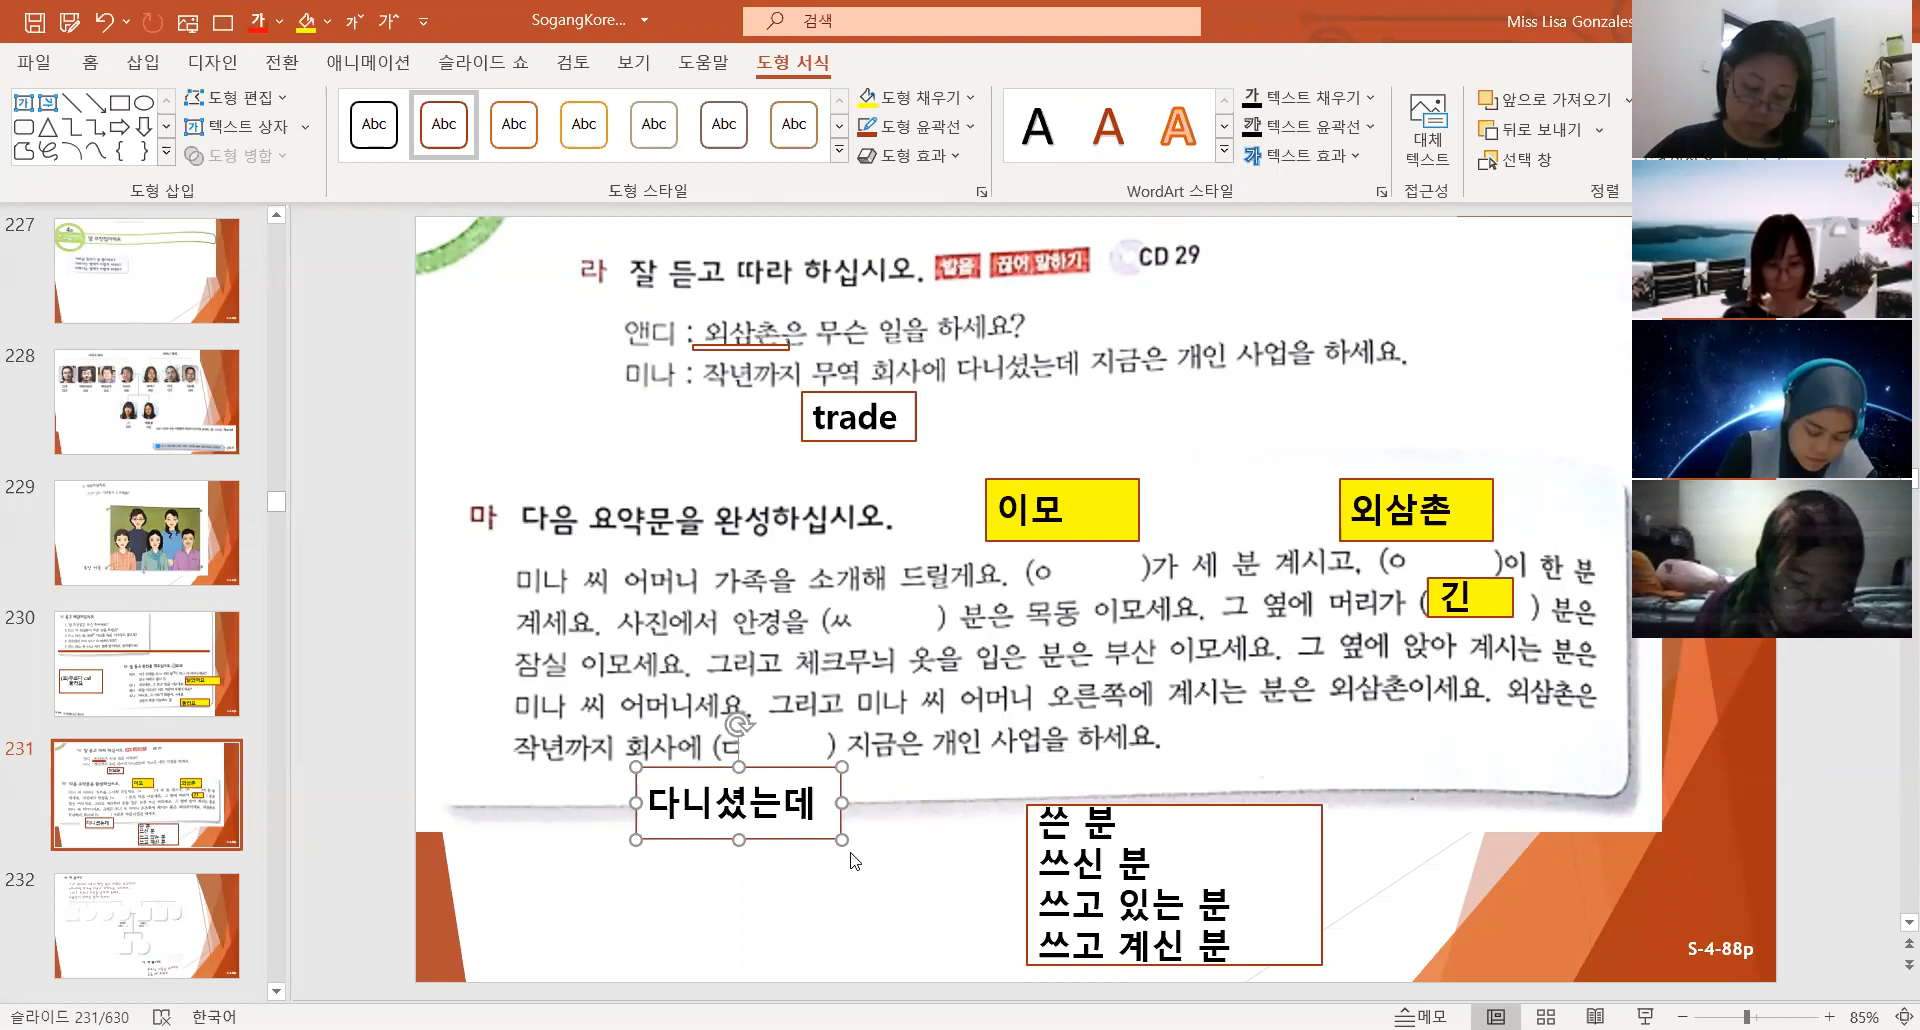 SogangKore...
검색
Miss Lisa Gonzales
파일 홈 삽입 디자인 전환 애니메이션 슬라이드 쇼 검토 보기 도움말 도형 서식
도형 편집
텍스트 상자
도형 병합
도형 삽입
Abc Abc Abc Abc Abc Abc Abc
도형 채우기
도형 윤곽선
도형 효과
도형 스타일
A A A
텍스트 채우기
텍스트 윤곽선
텍스트 효과
WordArt 스타일
대체
텍스트
접근성
앞으로 가져오기
뒤로 보내기
선택 창
정렬
227
228
229
230
231
232
라 잘 듣고 따라 하십시오. 발음 끊어 말하기 CD 29
앤디 : 외삼촌은 무슨 일을 하세요?
미나 : 작년까지 무역 회사에 다니셨는데 지금은 개인 사업을 하세요.
trade
이모
외삼촌
마 다음 요약문을 완성하십시오.
미나 씨 어머니 가족을 소개해 드릴게요. (ㅇ )가 세 분 계시고, (ㅇ )이 한 분
계세요. 사진에서 안경을 (쓰 ) 분은 목동 이모세요. 그 옆에 머리가 ( 긴 ) 분은
잠실 이모세요. 그리고 체크무늬 옷을 입은 분은 부산 이모세요. 그 옆에 앉아 계시는 분은
미나 씨 어머니세요. 그리고 미나 씨 어머니 오른쪽에 계시는 분은 외삼촌이세요. 외삼촌은
작년까지 회사에 (ㄷ ) 지금은 개인 사업을 하세요.
다니셨는데
쓴 분
쓰신 분
쓰고 있는 분
쓰고 계신 분
S-4-88p
슬라이드 231/630 한국어
메모
85%